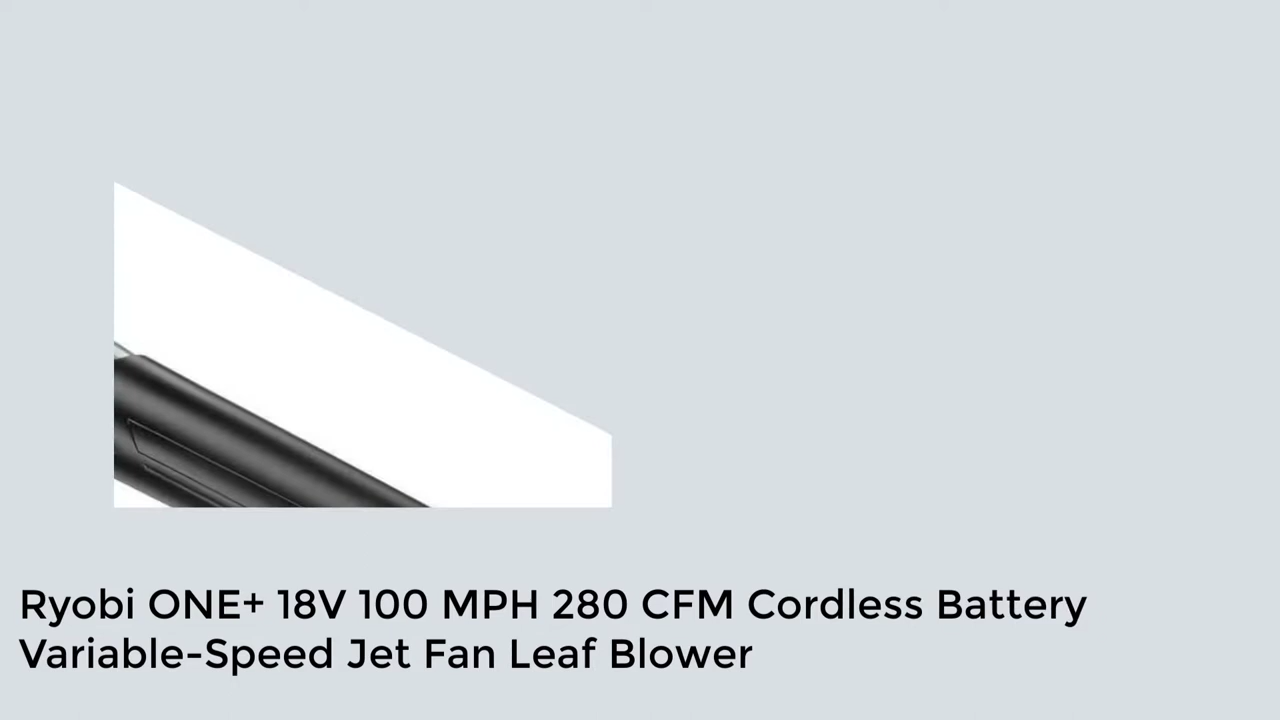 Ryobi ONE+ 18V 100 MPH 280 CFM Cordless Battery
Variable-Speed Jet Fan Leaf Blower